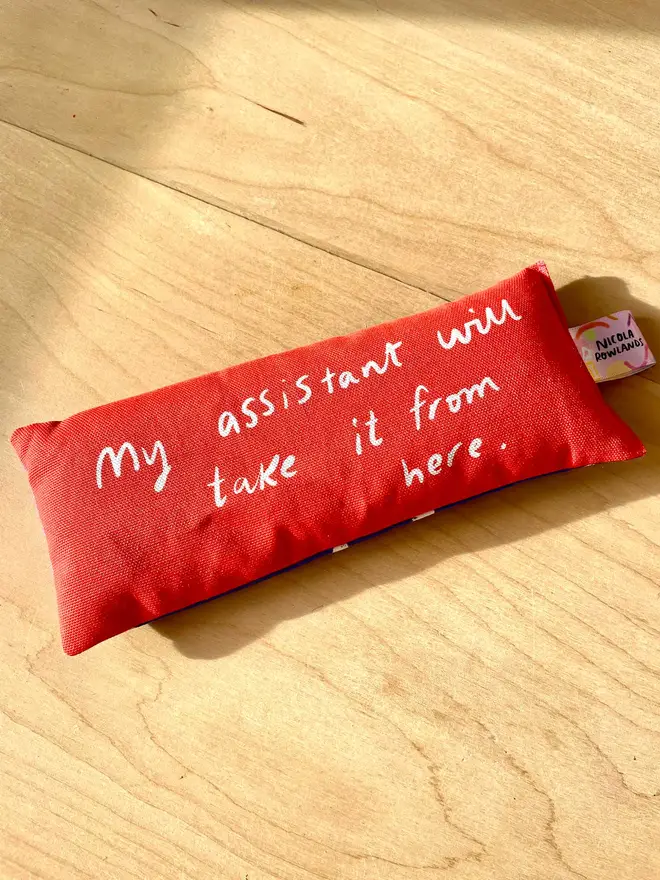 My assistant will
take it from
here.
NICOLA
ROWLANDS